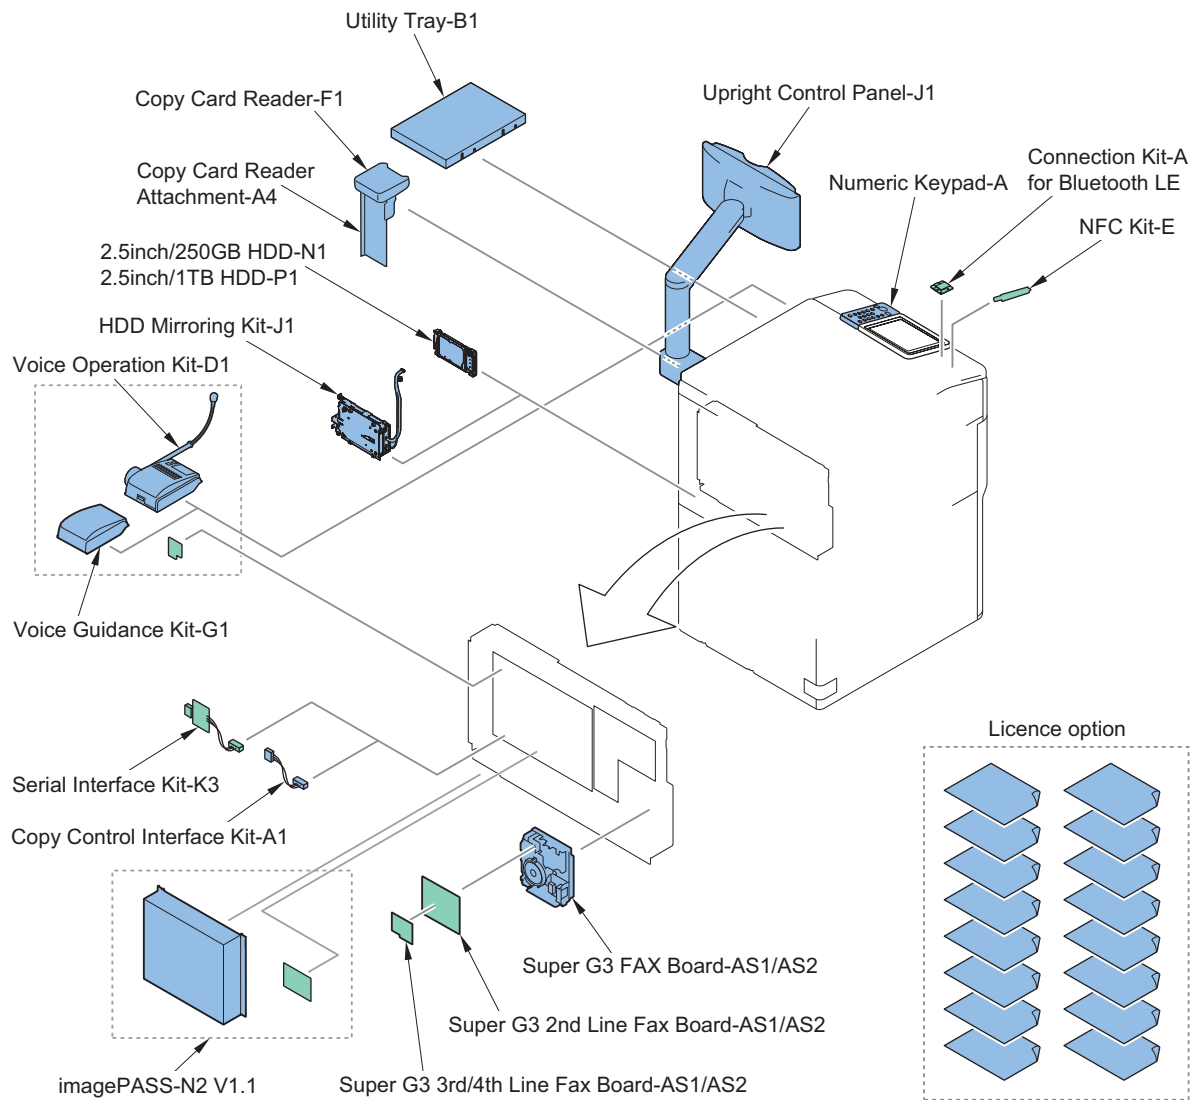 Utility Tray-B1
Copy Card Reader-F1
Upright Control Panel-J1
Copy Card Reader
Attachment-A4
Connection Kit-A
for Bluetooth LE
Numeric Keypad-A
NFC Kit-E
2.5inch/250GB HDD-N1
2.5inch/1TB HDD-P1
HDD Mirroring Kit-J1
Voice Operation Kit-D1
Voice Guidance Kit-G1
Licence option
Serial Interface Kit-K3
Copy Control Interface Kit-A1
Super G3 FAX Board-AS1/AS2
Super G3 2nd Line Fax Board-AS1/AS2
imagePASS-N2 V1.1
Super G3 3rd/4th Line Fax Board-AS1/AS2